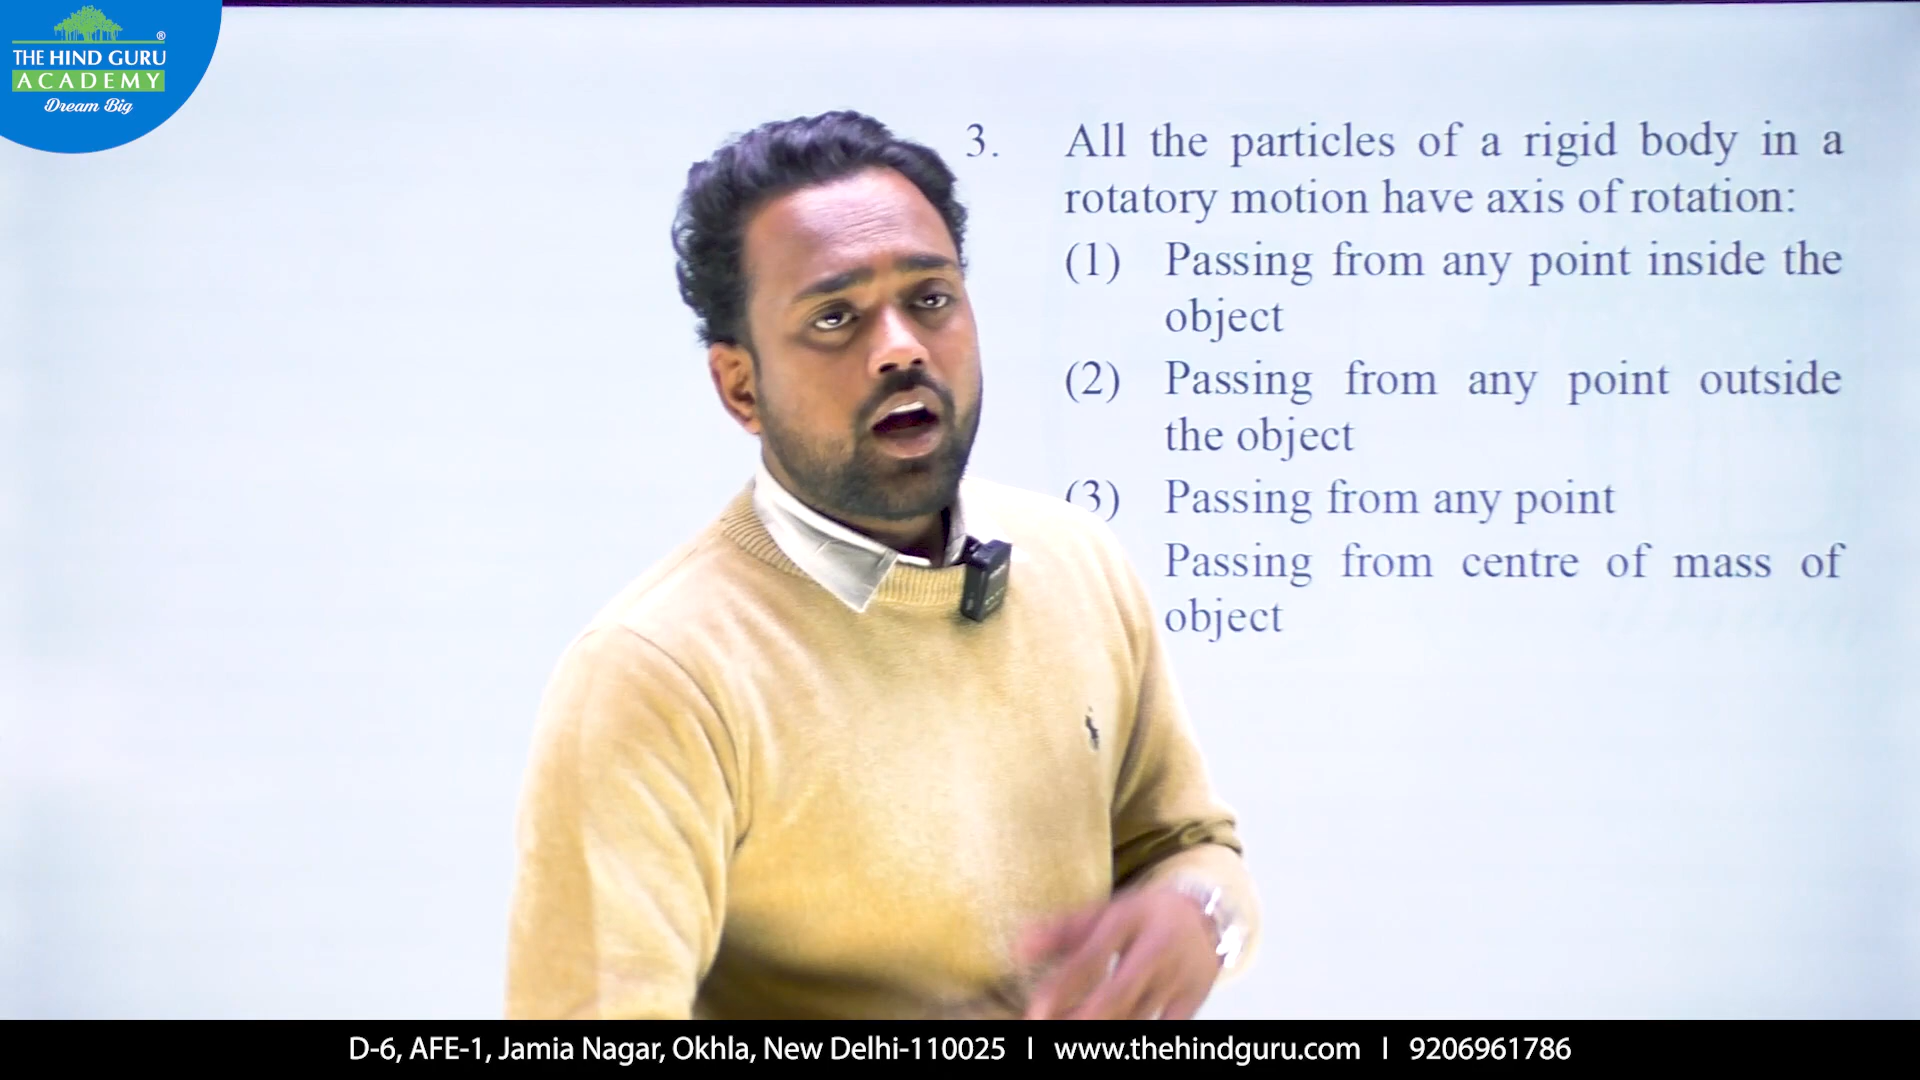 THE HIND GURU
®
ACADEMY
Dream Big
3. All the particles of a rigid body in a
rotatory motion have axis of rotation:
(1) Passing from any point inside the
object
(2) Passing from any point outside
the object
(3) Passing from any point
Passing from centre of mass of
object
D-6, AFE-1, Jamia Nagar, Okhla, New Delhi-110025 | www.thehindguru.com | 9206961786